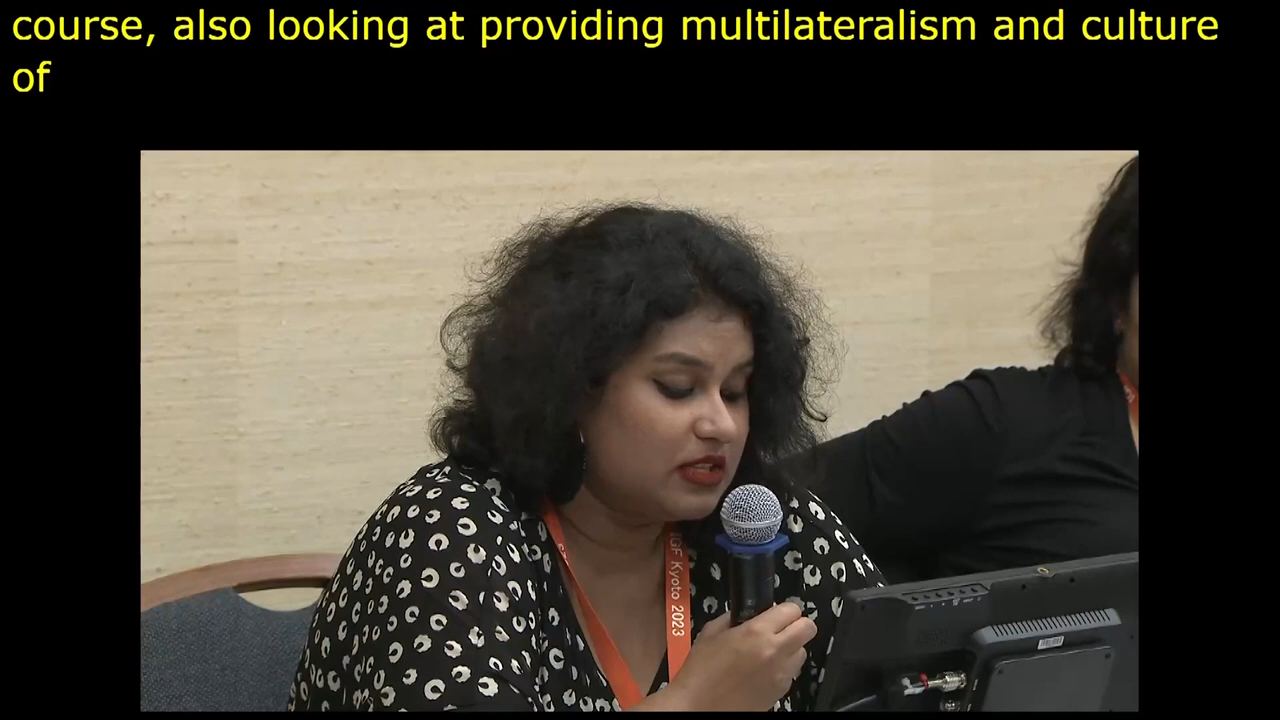 course, also looking at providing multilateralism and culture
of
IGF Kyoto 2023